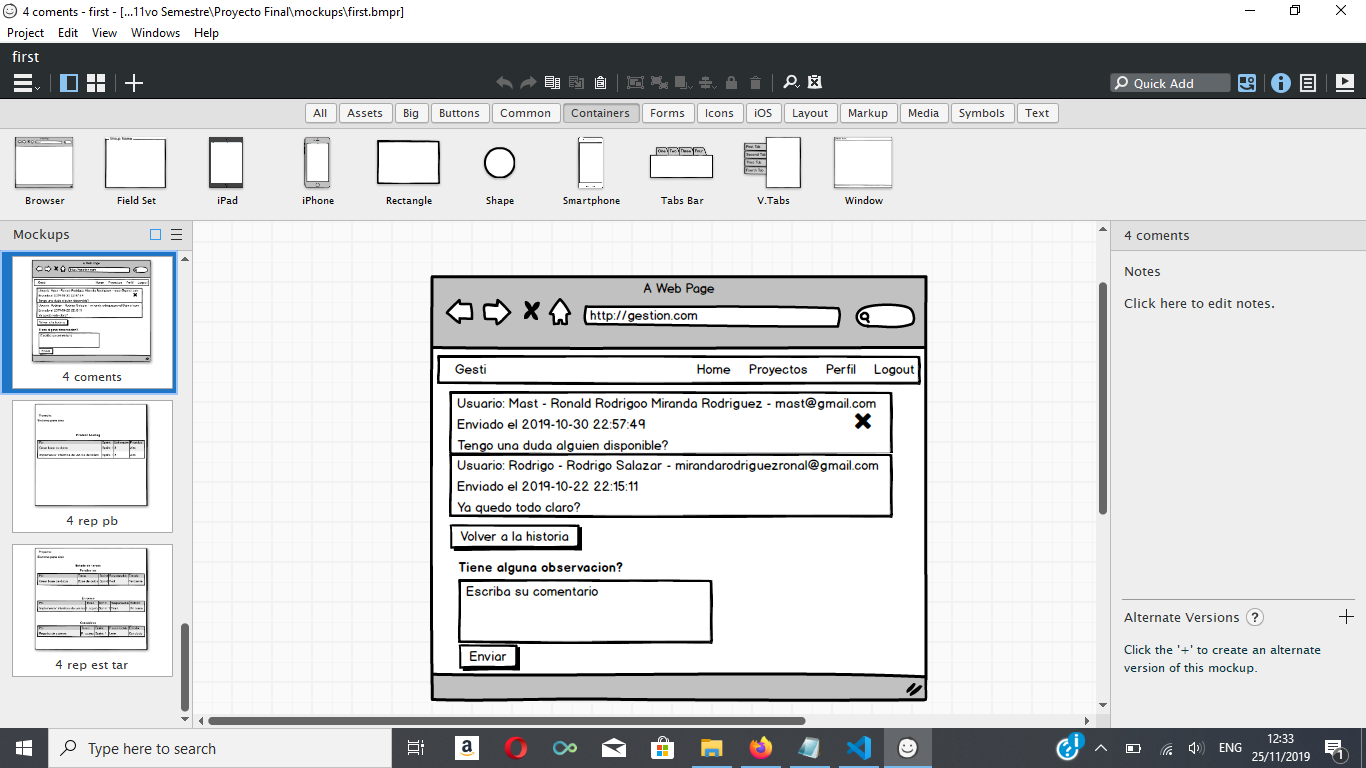 4 coments - first - [...11vo Semestre\Proyecto Final\mockups\first.bmpr]
Project Edit View Windows Help
first
Quick Add
All Assets Big Buttons Common Containers Forms Icons iOS Layout Markup Media Symbols Text
Browser Field Set iPad iPhone Rectangle Shape Smartphone Tabs Bar V.Tabs Window
Mockups
4 coments
4 rep pb
4 rep est tar
A Web Page
http://gestion.com
Gesti Home Proyectos Perfil Logout
Usuario: Mast - Ronald Rodrigoo Miranda Rodriguez - mast@gmail.com
Enviado el 2019-10-30 22:57:49
Tengo una duda alguien disponible?
Usuario: Rodrigo - Rodrigo Salazar - mirandarodriguezronal@gmail.com
Enviado el 2019-10-22 22:15:11
Ya quedo todo claro?
Volver a la historia
Tiene alguna observacion?
Escriba su comentario
Enviar
4 coments
Notes
Click here to edit notes.
Alternate Versions ?
Click the '+' to create an alternate
version of this mockup.
Type here to search
ENG
12:33
25/11/2019
1